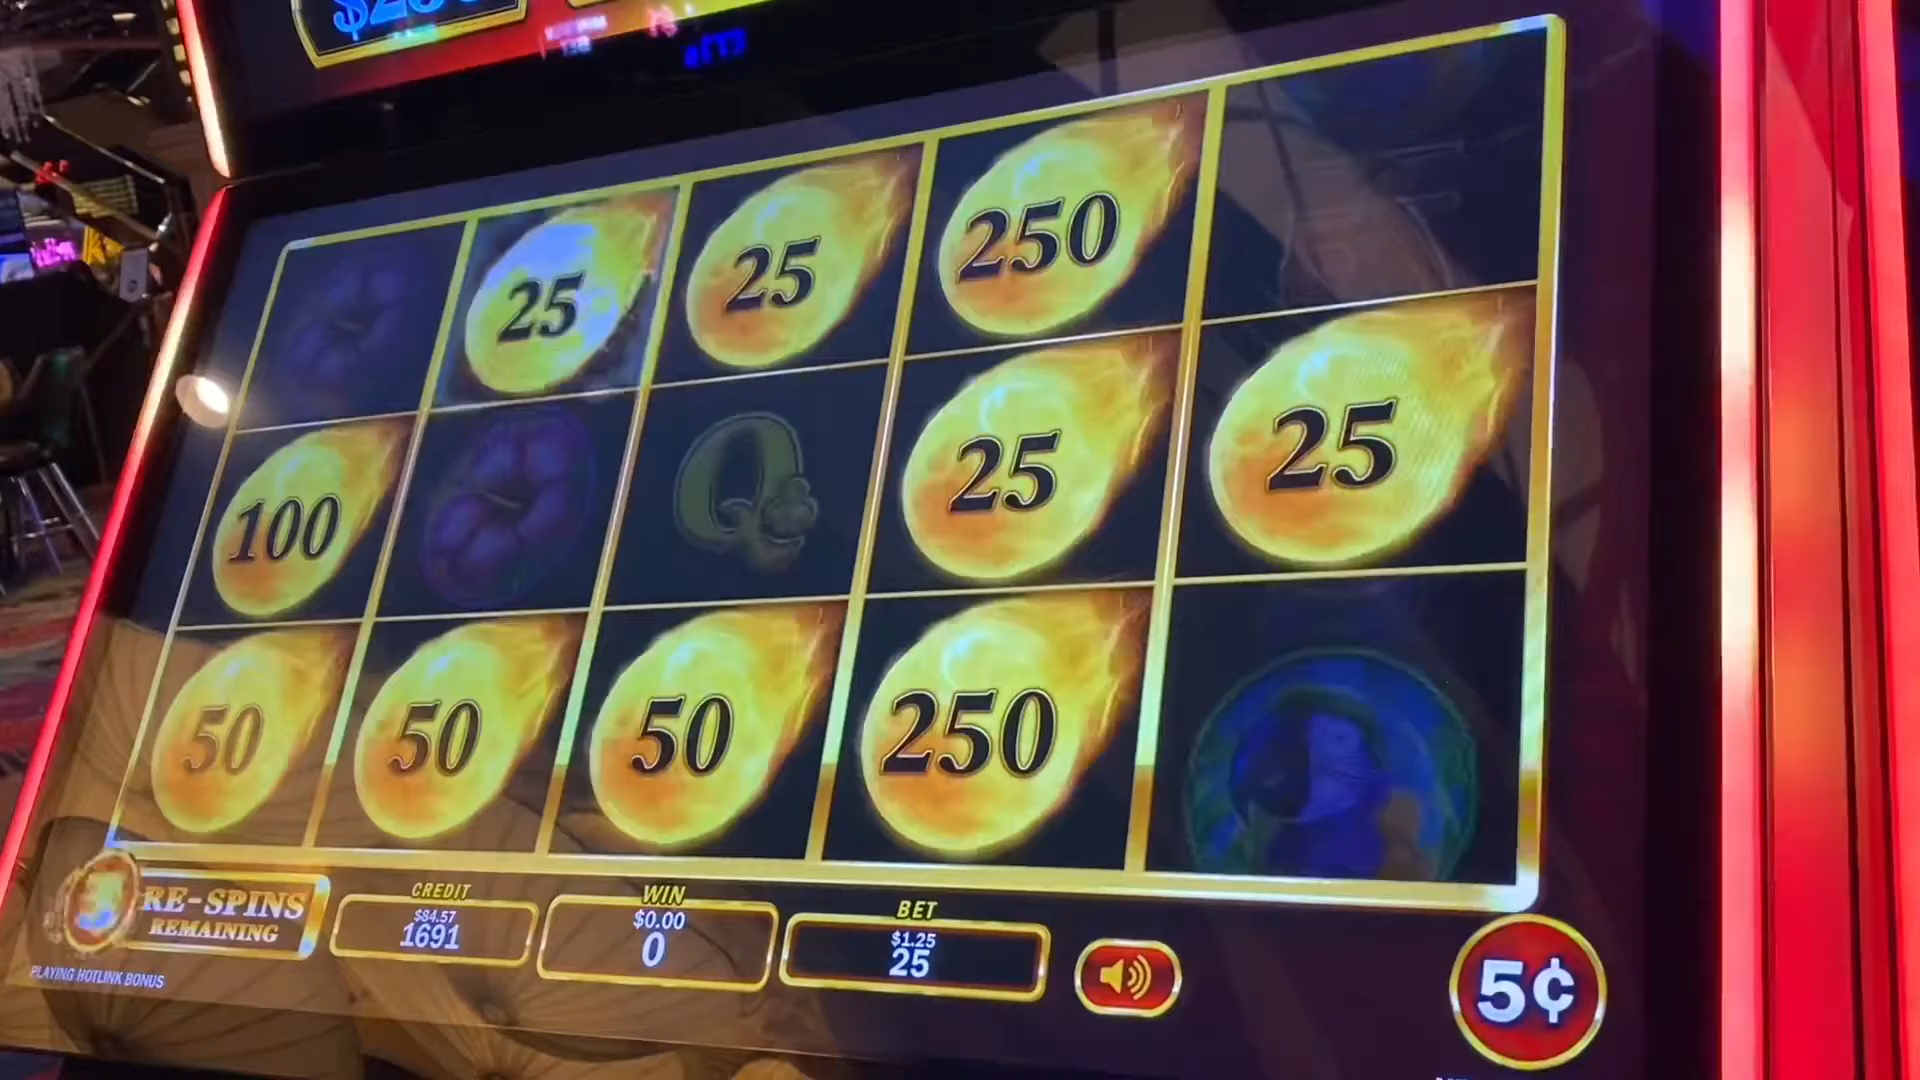 25 25 250
100 Q 25 25
50 50 50 250
3 RE-SPINS
REMAINING
CREDIT
$84.57
1691
WIN
$0.00
0
BET
$1.25
25
5¢
PLAYING HOTLINK BONUS